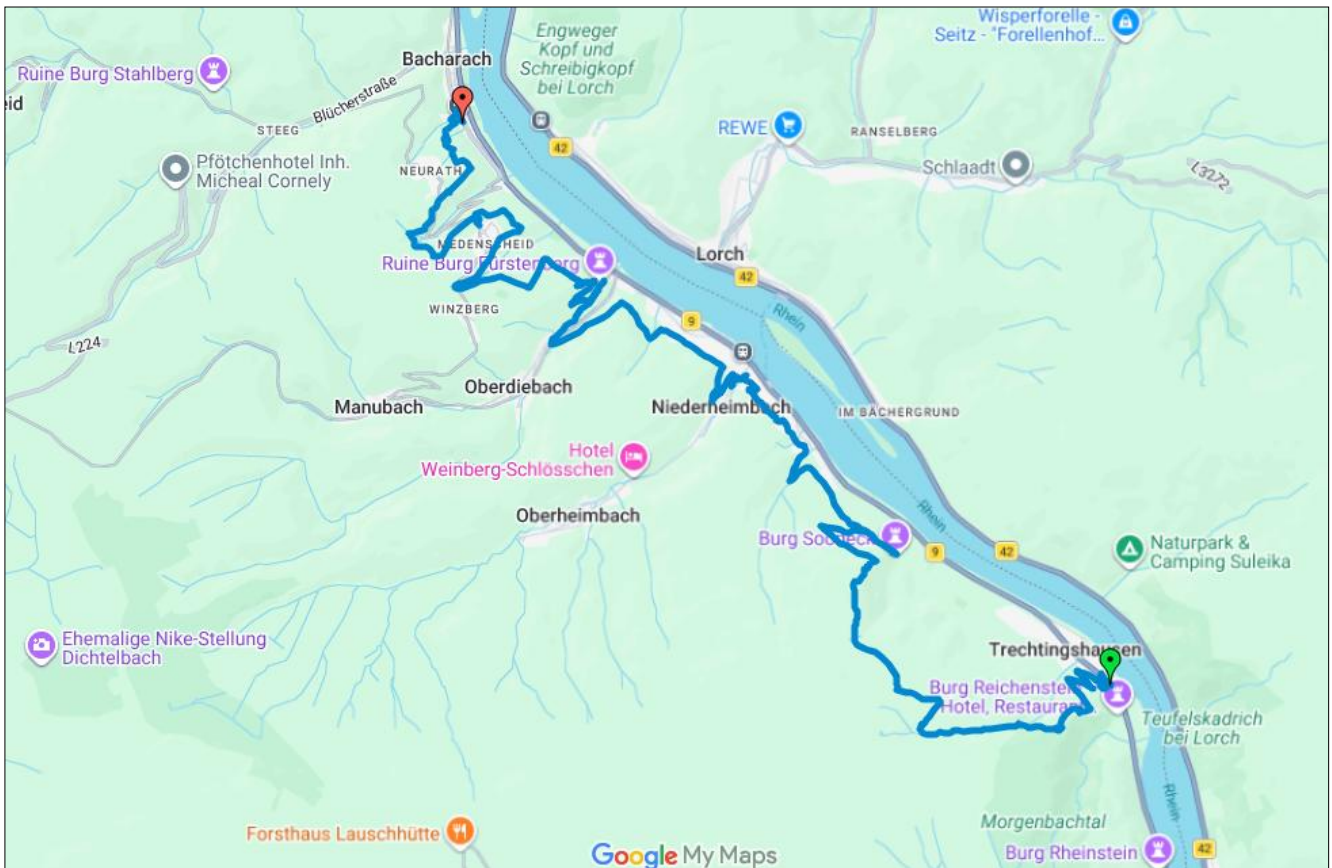 Wisperforelle -
Seitz - "Forellenhof...
Engweger
Kopf und
Schreibigkopf
bei Lorch
Bacharach
Ruine Burg Stahlberg
eid
Blücherstraße
STEEG
42
REWE
RANSELBERG
Pfötchenhotel Inh.
Micheal Cornely
NEURATH
Schlaadt
L3272
MEDENSCHEID
Ruine Burg Fürstenberg
Lorch
42
WINZBERG
9
Rhein
L224
Oberdiebach
Manubach
Niederheimbach
IM BÄCHERGRUND
Hotel
Weinberg-Schlösschen
Rhein
Oberheimbach
Burg Sooneck
9
42
Naturpark &
Camping Suleika
Ehemalige Nike-Stellung
Dichtelbach
Trechtingshausen
Burg Reichenstein
Hotel, Restaurant
Teufelskadrich
bei Lorch
Rhein
Morgenbachtal
Forsthaus Lauschhütte
Burg Rheinstein
42
Google My Maps